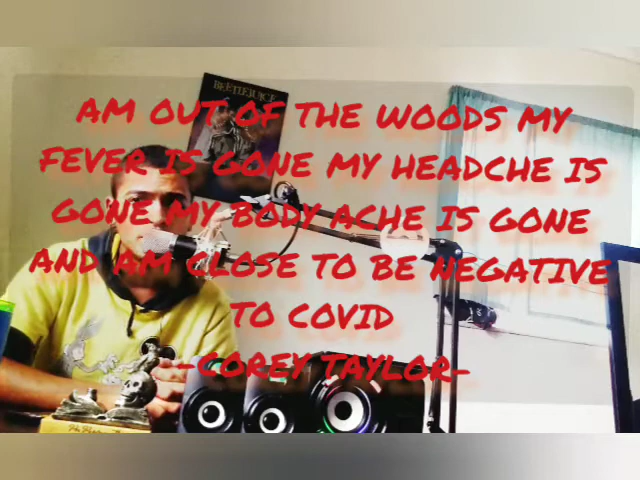 BEETLEJUICE
AM OUT OF THE WOODS MY
FEVER IS GONE MY HEADCHE IS
GONE MY BODY ACHE IS GONE
AND AM CLOSE TO BE NEGATIVE
TO COVID
-COREY TAYLOR-